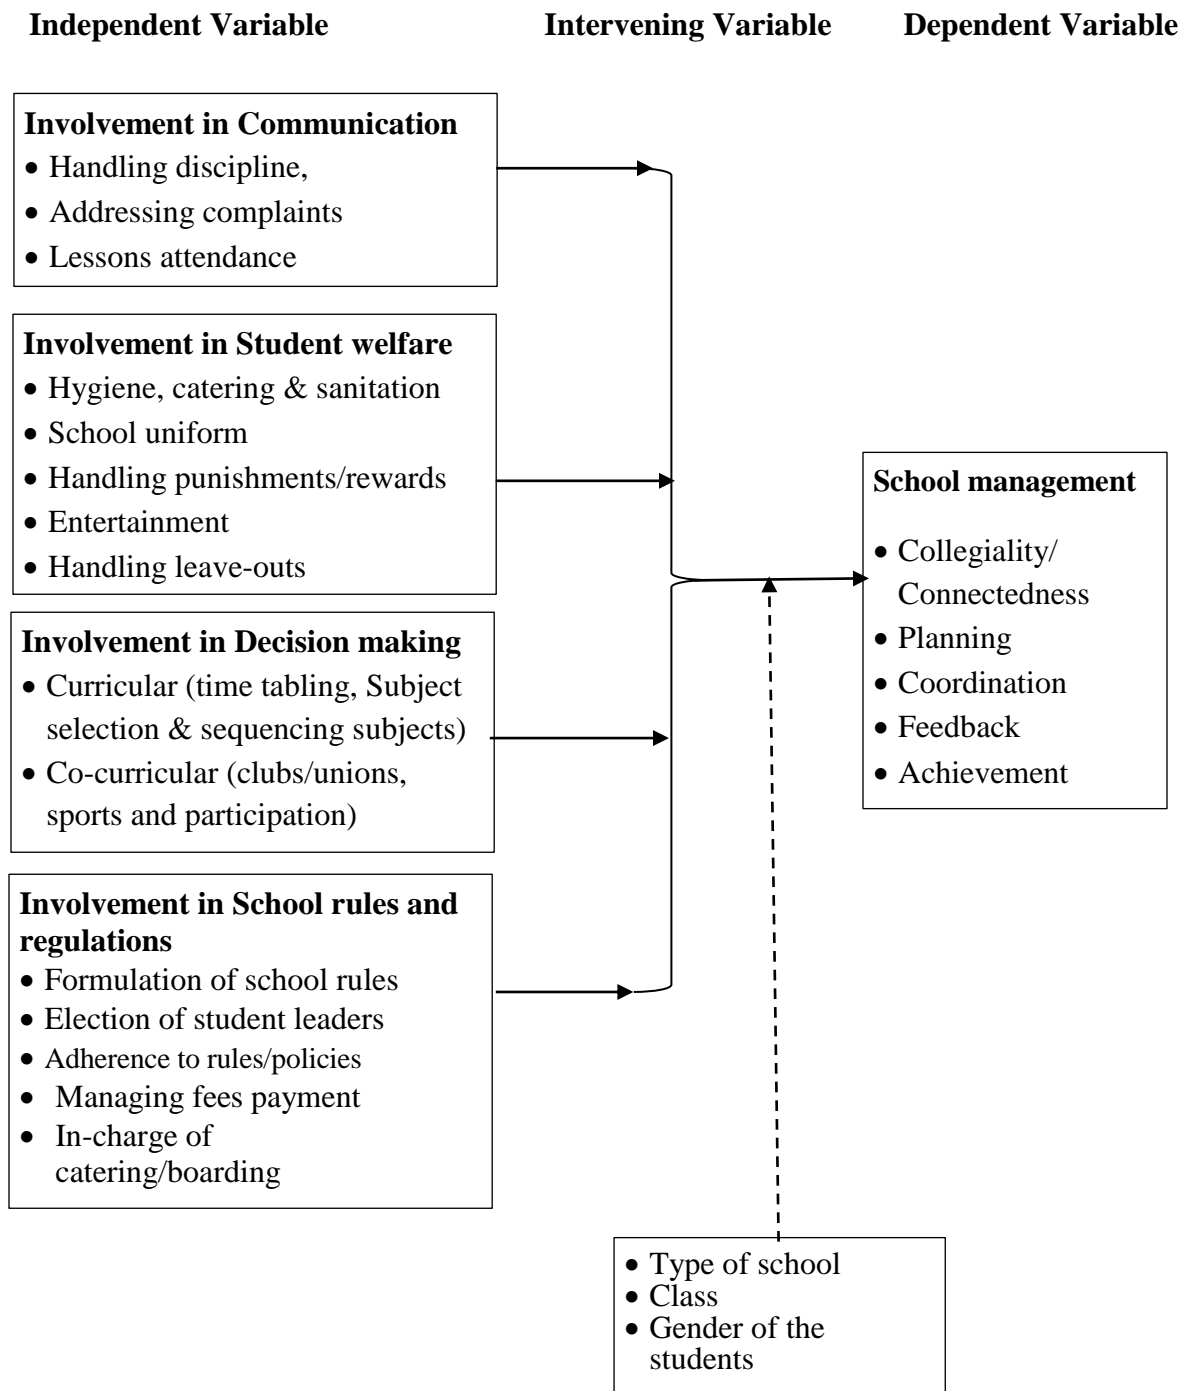 Independent Variable
Intervening Variable
Dependent Variable
Involvement in Communication
• Handling discipline,
• Addressing complaints
• Lessons attendance
Involvement in Student welfare
• Hygiene, catering & sanitation
• School uniform
• Handling punishments/rewards
• Entertainment
• Handling leave-outs
Involvement in Decision making
• Curricular (time tabling, Subject
selection & sequencing subjects)
• Co-curricular (clubs/unions,
sports and participation)
Involvement in School rules and
regulations
• Formulation of school rules
• Election of student leaders
• Adherence to rules/policies
• Managing fees payment
• In-charge of
catering/boarding
School management
• Collegiality/
Connectedness
• Planning
• Coordination
• Feedback
• Achievement
• Type of school
• Class
• Gender of the
students